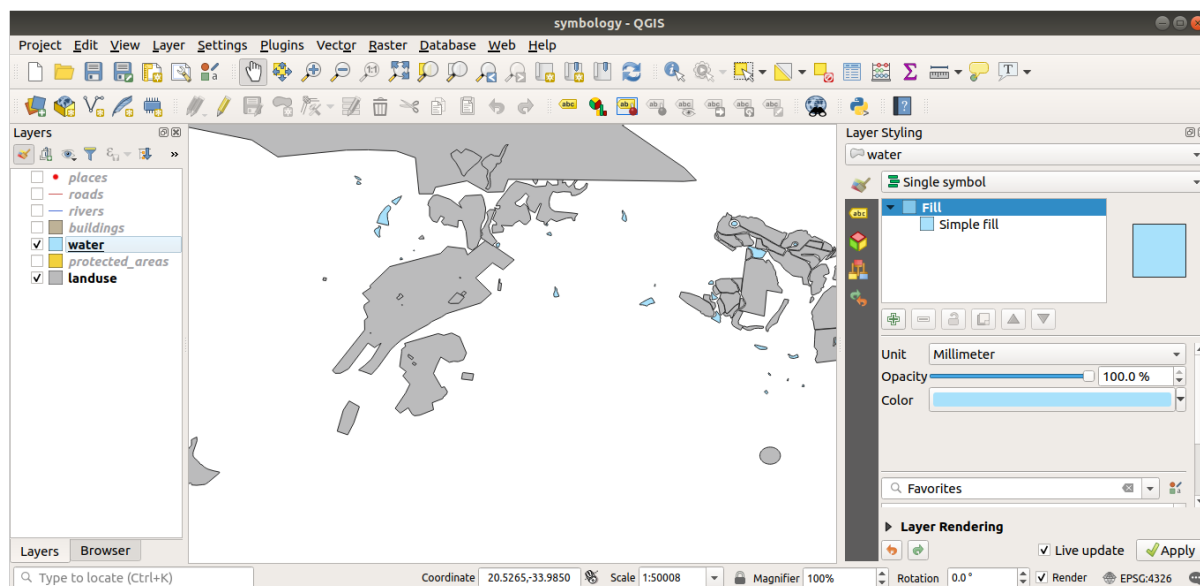 symbology - QGIS
Project Edit View Layer Settings Plugins Vector Raster Database Web Help
Layers
places
roads
rivers
buildings
water
protected_areas
landuse
Layers Browser
Layer Styling
water
Single symbol
Fill
Simple fill
Unit Millimeter
Opacity 100.0 %
Color
Favorites
Layer Rendering
Live update Apply
Type to locate (Ctrl+K) Coordinate 20.5265,-33.9850 Scale 1:50008 Magnifier 100% Rotation 0.0° Render EPSG:4326